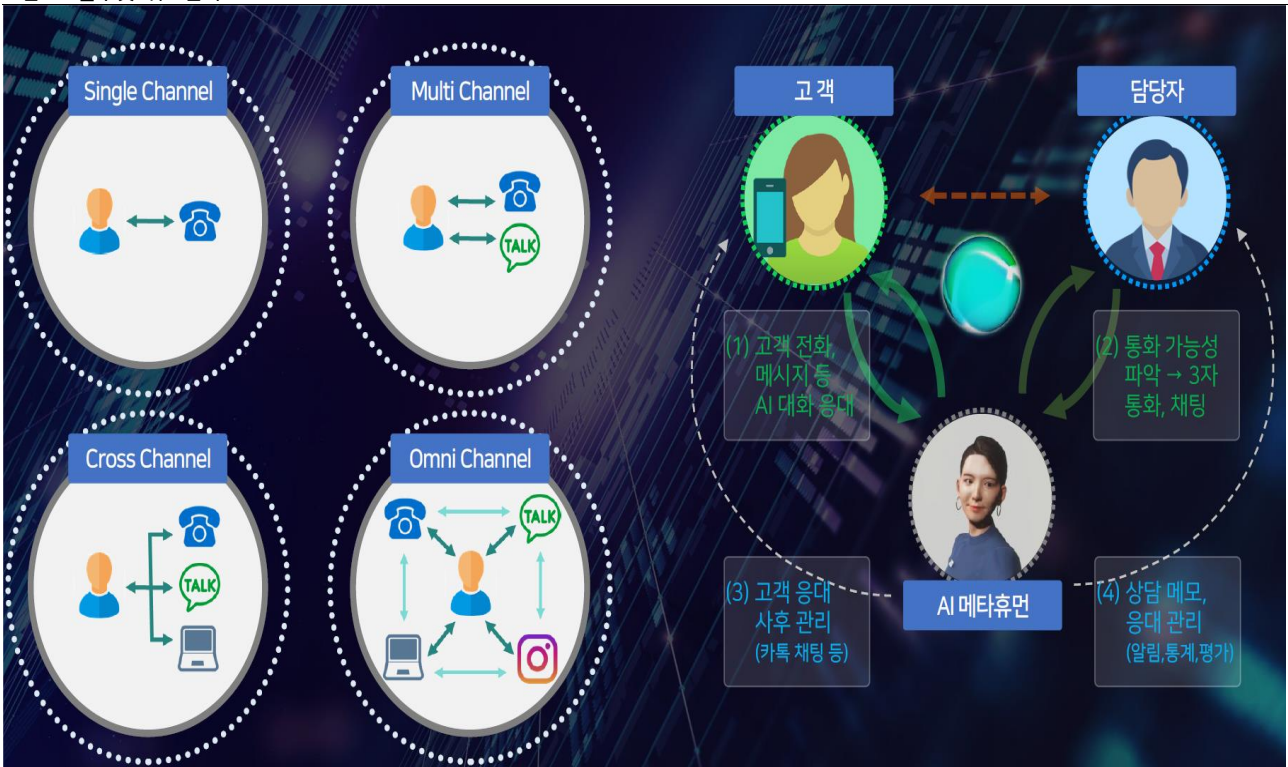 Single Channel
Multi Channel
TALK
Cross Channel
TALK
Omni Channel
TALK
고객
담당자
(1) 고객 전화,
메시지 등
AI 대화 응대
(2) 통화 가능성
파악 → 3자
통화, 채팅
AI 메타휴먼
(3) 고객 응대
사후 관리
(카톡 채팅 등)
(4) 상담 메모,
응대 관리
(알림,통계,평가)